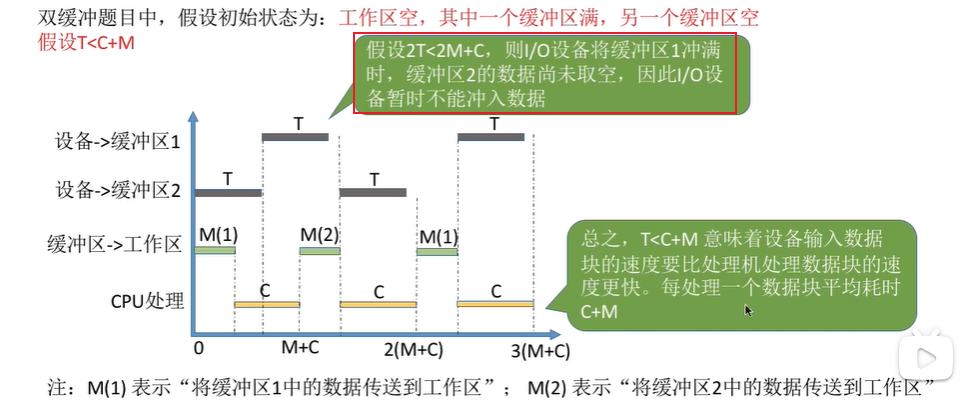 双缓冲题目中，假设初始状态为：工作区空，其中一个缓冲区满，另一个缓冲区空
假设T<C+M
假设2T<2M+C，则I/O设备将缓冲区1冲满
时，缓冲区2的数据尚未取空，因此I/O设
备暂时不能冲入数据
T
T
设备->缓冲区1
T
T
设备->缓冲区2
M(1)
M(2)
M(1)
缓冲区->工作区
C
C
C
CPU处理
总之，T<C+M 意味着设备输入数据
块的速度要比处理机处理数据块的速
度更快。每处理一个数据块平均耗时
C+M
0
M+C
2(M+C)
3(M+C)
注：M(1) 表示“将缓冲区1中的数据传送到工作区”； M(2) 表示“将缓冲区2中的数据传送到工作区”